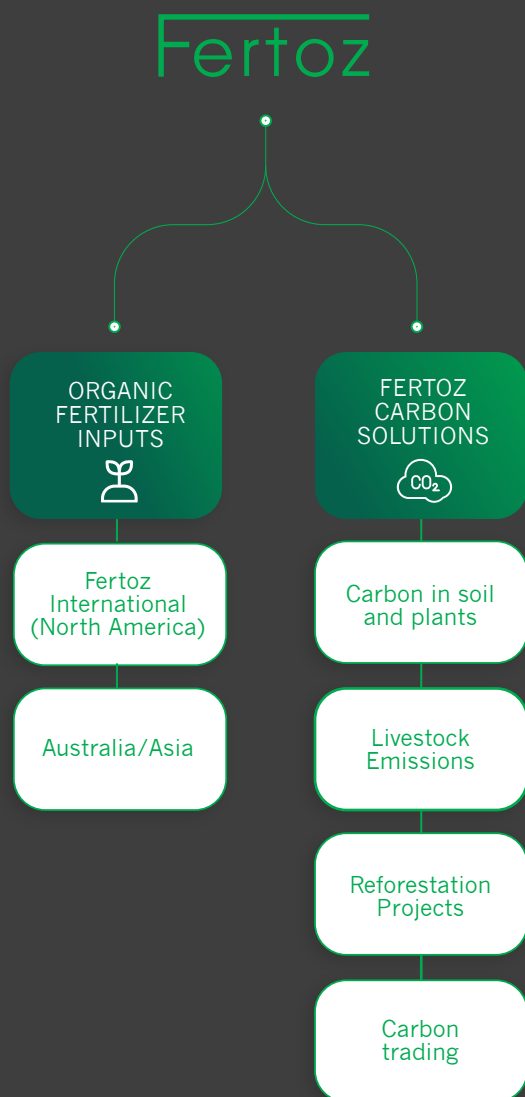 Fertoz
ORGANIC
FERTILIZER
INPUTS
Fertoz
International
(North America)
Australia/Asia
FERTOZ
CARBON
SOLUTIONS
CO₂
Carbon in soil
and plants
Livestock
Emissions
Reforestation
Projects
Carbon
trading